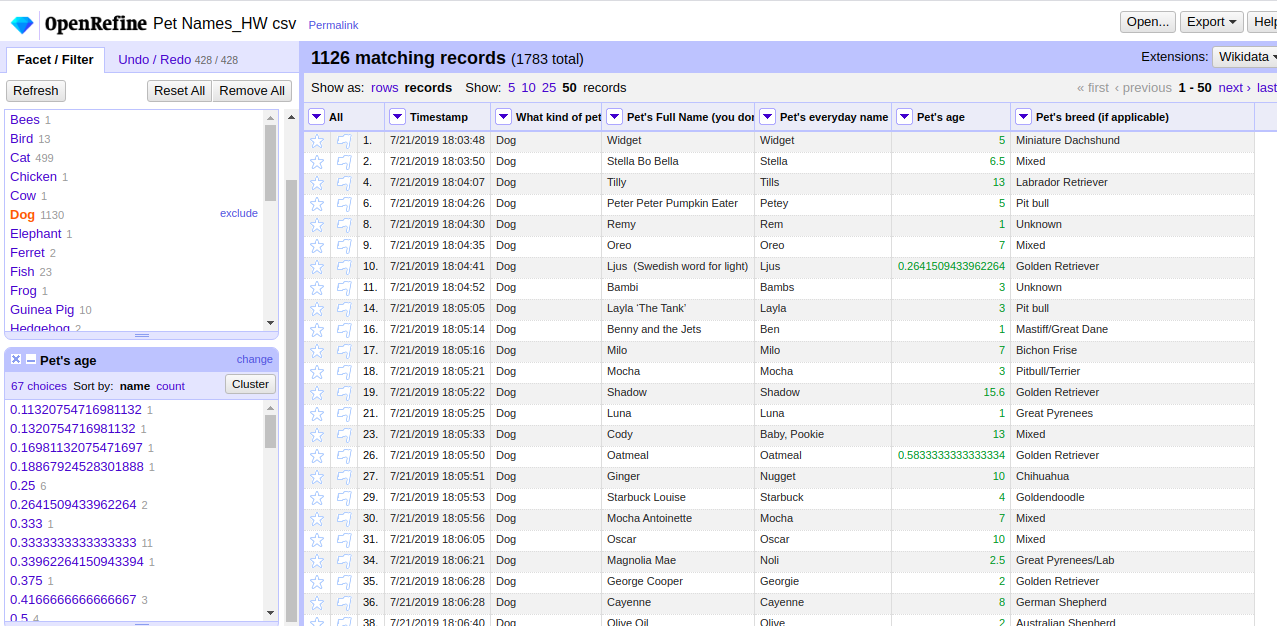 OpenRefine Pet Names_HW csv Permalink Open... Export Help
Facet / Filter Undo / Redo 428 / 428
Refresh Reset All Remove All
Bees 1
Bird 13
Cat 499
Chicken 1
Cow 1
Dog 1130 exclude
Elephant 1
Ferret 2
Fish 23
Frog 1
Guinea Pig 10
Hedgehog 2
Pet's age change
67 choices Sort by: name count Cluster
0.11320754716981132 1
0.1320754716981132 1
0.16981132075471697 1
0.18867924528301888 1
0.25 6
0.2641509433962264 2
0.333 1
0.3333333333333333 11
0.33962264150943394 1
0.375 1
0.4166666666666667 3
0.5 4
1126 matching records (1783 total) Extensions: Wikidata
Show as: rows records Show: 5 10 25 50 records « first ‹ previous 1 - 50 next › last
All Timestamp What kind of pet Pet's Full Name (you don Pet's everyday name Pet's age Pet's breed (if applicable)
1. 7/21/2019 18:03:48 Dog Widget Widget 5 Miniature Dachshund
2. 7/21/2019 18:03:50 Dog Stella Bo Bella Stella 6.5 Mixed
4. 7/21/2019 18:04:07 Dog Tilly Tills 13 Labrador Retriever
6. 7/21/2019 18:04:26 Dog Peter Peter Pumpkin Eater Petey 5 Pit bull
8. 7/21/2019 18:04:30 Dog Remy Rem 1 Unknown
9. 7/21/2019 18:04:35 Dog Oreo Oreo 7 Mixed
10. 7/21/2019 18:04:41 Dog Ljus (Swedish word for light) Ljus 0.2641509433962264 Golden Retriever
11. 7/21/2019 18:04:52 Dog Bambi Bambs 3 Unknown
14. 7/21/2019 18:05:05 Dog Layla ‘The Tank’ Layla 3 Pit bull
16. 7/21/2019 18:05:14 Dog Benny and the Jets Ben 1 Mastiff/Great Dane
17. 7/21/2019 18:05:16 Dog Milo Milo 7 Bichon Frise
18. 7/21/2019 18:05:21 Dog Mocha Mocha 3 Pitbull/Terrier
19. 7/21/2019 18:05:22 Dog Shadow Shadow 15.6 Golden Retriever
21. 7/21/2019 18:05:25 Dog Luna Luna 1 Great Pyrenees
23. 7/21/2019 18:05:33 Dog Cody Baby, Pookie 13 Mixed
26. 7/21/2019 18:05:50 Dog Oatmeal Oatmeal 0.5833333333333334 Golden Retriever
27. 7/21/2019 18:05:51 Dog Ginger Nugget 10 Chihuahua
29. 7/21/2019 18:05:53 Dog Starbuck Louise Starbuck 4 Goldendoodle
30. 7/21/2019 18:05:56 Dog Mocha Antoinette Mocha 7 Mixed
31. 7/21/2019 18:06:05 Dog Oscar Oscar 10 Mixed
34. 7/21/2019 18:06:21 Dog Magnolia Mae Noli 2.5 Great Pyrenees/Lab
35. 7/21/2019 18:06:28 Dog George Cooper Georgie 2 Golden Retriever
36. 7/21/2019 18:06:28 Dog Cayenne Cayenne 8 German Shepherd
38. 7/21/2019 18:06:40 Dog Olive Oil Olive 2 Australian Shepherd